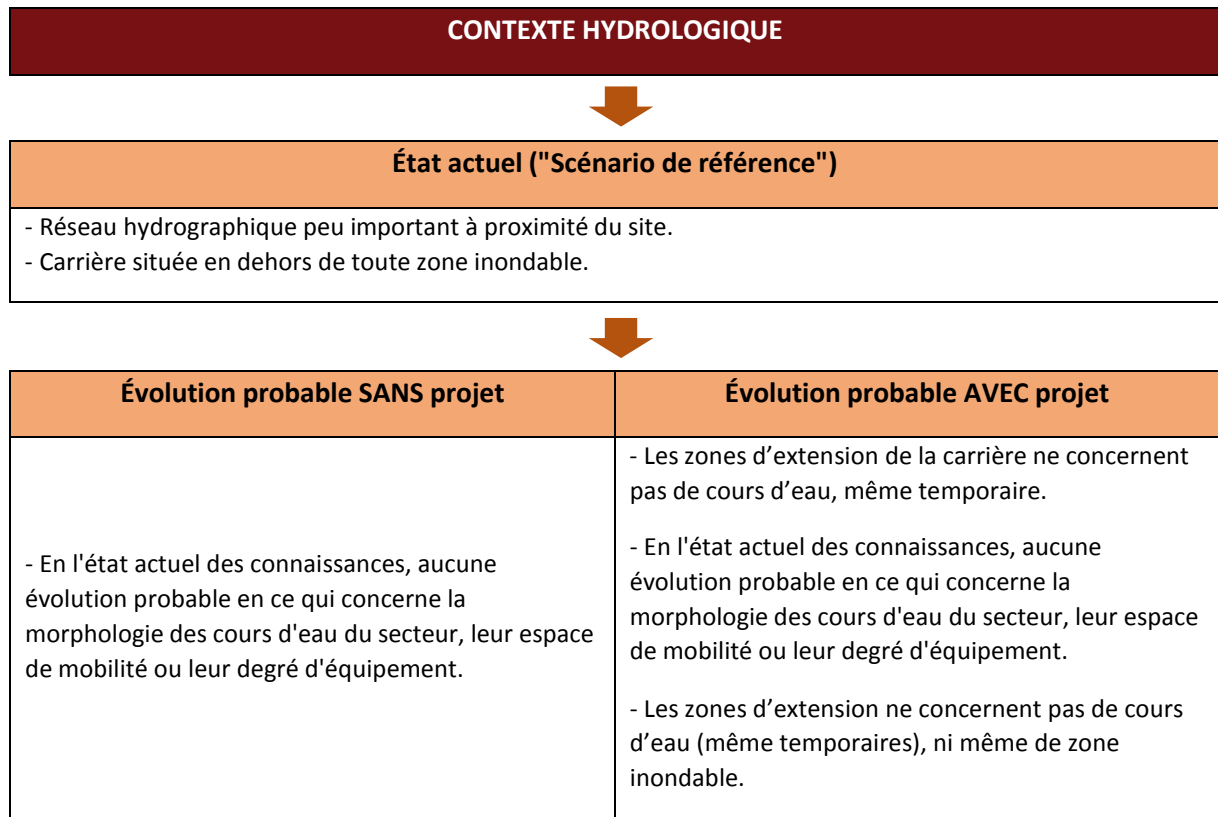 CONTEXTE HYDROLOGIQUE
État actuel ("Scénario de référence")
- Réseau hydrographique peu important à proximité du site.
- Carrière située en dehors de toute zone inondable.
Évolution probable SANS projet
- En l'état actuel des connaissances, aucune
évolution probable en ce qui concerne la
morphologie des cours d'eau du secteur, leur espace
de mobilité ou leur degré d'équipement.
Évolution probable AVEC projet
- Les zones d’extension de la carrière ne concernent
pas de cours d’eau, même temporaire.
- En l'état actuel des connaissances, aucune
évolution probable en ce qui concerne la
morphologie des cours d'eau du secteur, leur espace
de mobilité ou leur degré d'équipement.
- Les zones d’extension ne concernent pas de cours
d’eau (même temporaires), ni même de zone
inondable.